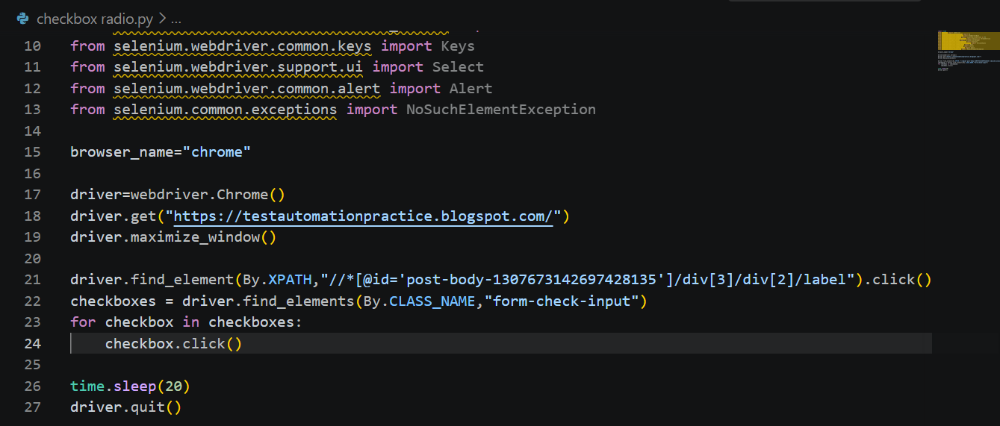 checkbox radio.py > ...
10 from selenium.webdriver.common.keys import Keys
11 from selenium.webdriver.support.ui import Select
12 from selenium.webdriver.common.alert import Alert
13 from selenium.common.exceptions import NoSuchElementException
14
15 browser_name="chrome"
16
17 driver=webdriver.Chrome()
18 driver.get("https://testautomationpractice.blogspot.com/")
19 driver.maximize_window()
20
21 driver.find_element(By.XPATH,"//*[@id='post-body-1307673142697428135']/div[3]/div[2]/label").click()
22 checkboxes = driver.find_elements(By.CLASS_NAME,"form-check-input")
23 for checkbox in checkboxes:
24     checkbox.click()
25
26 time.sleep(20)
27 driver.quit()